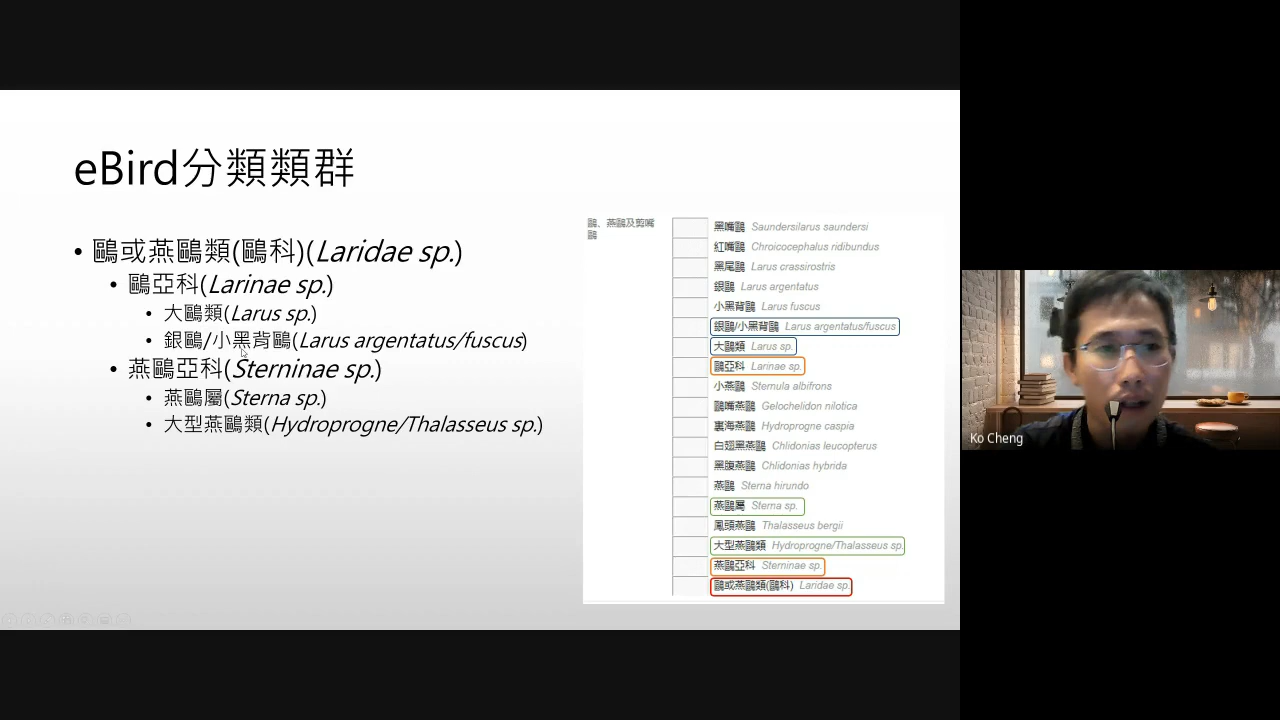 eBird分類類群
• 鷗或燕鷗類(鷗科)(Laridae sp.)
• 鷗亞科(Larinae sp.)
• 大鷗類(Larus sp.)
• 銀鷗/小黑背鷗(Larus argentatus/fuscus)
• 燕鷗亞科(Sterninae sp.)
• 燕鷗屬(Sterna sp.)
• 大型燕鷗類(Hydroprogne/Thalasseus sp.)
鷗、燕鷗及剪嘴
鷗
黑嘴鷗 Saundersilarus saundersi
紅嘴鷗 Chroicocephalus ridibundus
黑尾鷗 Larus crassirostris
銀鷗 Larus argentatus
小黑背鷗 Larus fuscus
銀鷗/小黑背鷗 Larus argentatus/fuscus
大鷗類 Larus sp.
鷗亞科 Larinae sp.
小燕鷗 Sternula albifrons
鷗嘴燕鷗 Gelochelidon nilotica
裏海燕鷗 Hydroprogne caspia
白翅黑燕鷗 Chlidonias leucopterus
黑腹燕鷗 Chlidonias hybrida
燕鷗 Sterna hirundo
燕鷗屬 Sterna sp.
鳳頭燕鷗 Thalasseus bergii
大型燕鷗類 Hydroprogne/Thalasseus sp.
燕鷗亞科 Sterninae sp.
鷗或燕鷗類(鷗科) Laridae sp.
Ko Cheng